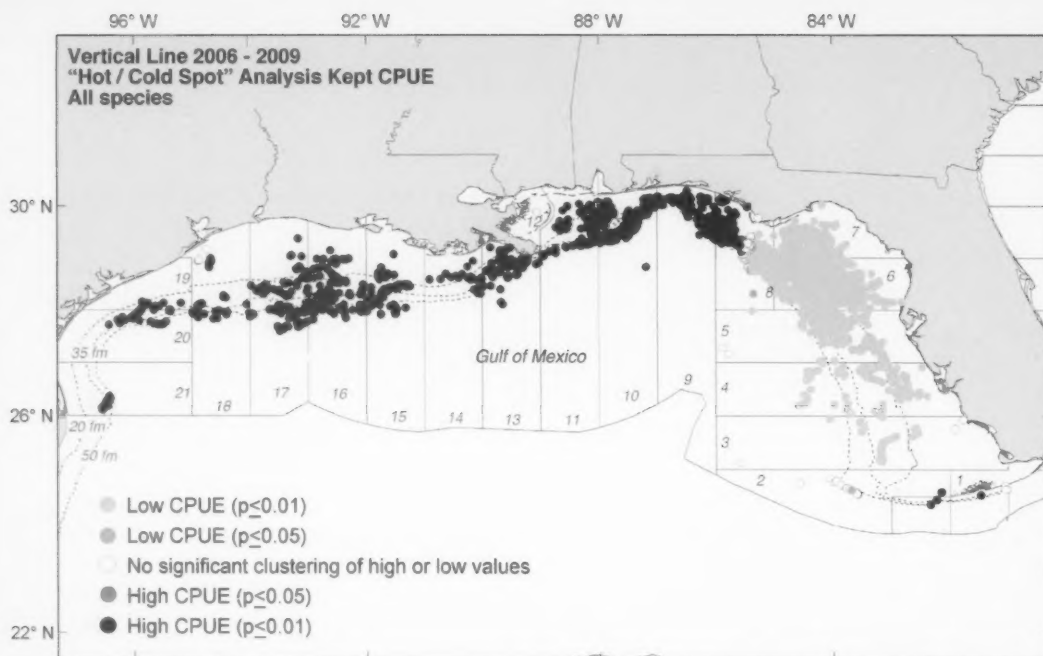 96° W 92° W 88° W 84° W
Vertical Line 2006 - 2009
"Hot / Cold Spot" Analysis Kept CPUE
All species
30° N
12
7
19
6
8
20
5
35 fm
Gulf of Mexico
4
21
18
17
16
15
14
13
11
10
9
26° N
20 fm
3
50 fm
2
1
Low CPUE (p≤0.01)
Low CPUE (p≤0.05)
No significant clustering of high or low values
High CPUE (p≤0.05)
High CPUE (p≤0.01)
22° N